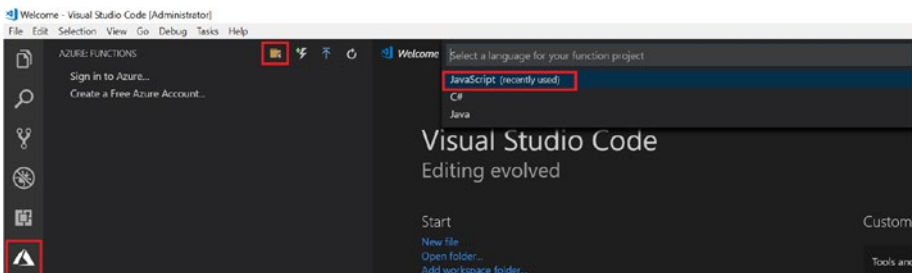 Welcome - Visual Studio Code [Administrator]
File Edit Selection View Go Debug Tasks Help
AZURE: FUNCTIONS
Sign in to Azure...
Create a Free Azure Account...
Welcome
Select a language for your function project
JavaScript (recently used)
C#
Java
Visual Studio Code
Editing evolved
Start
New file
Open folder...
Add workspace folder...
Custom
Tools and